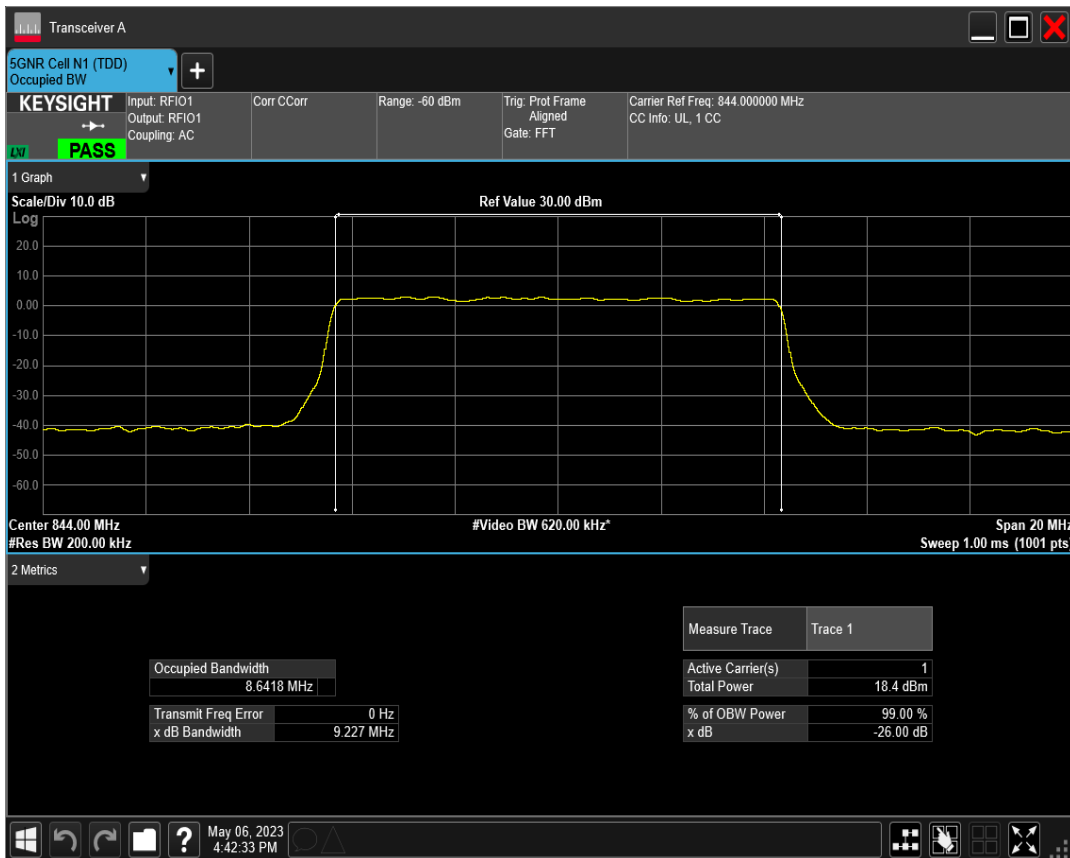 Transceiver A
5GNR Cell N1 (TDD)
Occupied BW
KEYSIGHT
LXI
PASS
Input: RFIO1
Output: RFIO1
Coupling: AC
Corr CCorr
Range: -60 dBm
Trig: Prot Frame
Aligned
Gate: FFT
Carrier Ref Freq: 844.000000 MHz
CC Info: UL, 1 CC
1 Graph
Scale/Div 10.0 dB
Ref Value 30.00 dBm
Log
20.0
10.0
0.00
-10.0
-20.0
-30.0
-40.0
-50.0
-60.0
Center 844.00 MHz
#Video BW 620.00 kHz*
Span 20 MHz
#Res BW 200.00 kHz
Sweep 1.00 ms (1001 pts)
2 Metrics
Measure Trace Trace 1
Occupied Bandwidth
8.6418 MHz
Active Carrier(s) 1
Total Power 18.4 dBm
Transmit Freq Error 0 Hz
x dB Bandwidth 9.227 MHz
% of OBW Power 99.00 %
x dB -26.00 dB
May 06, 2023
4:42:33 PM